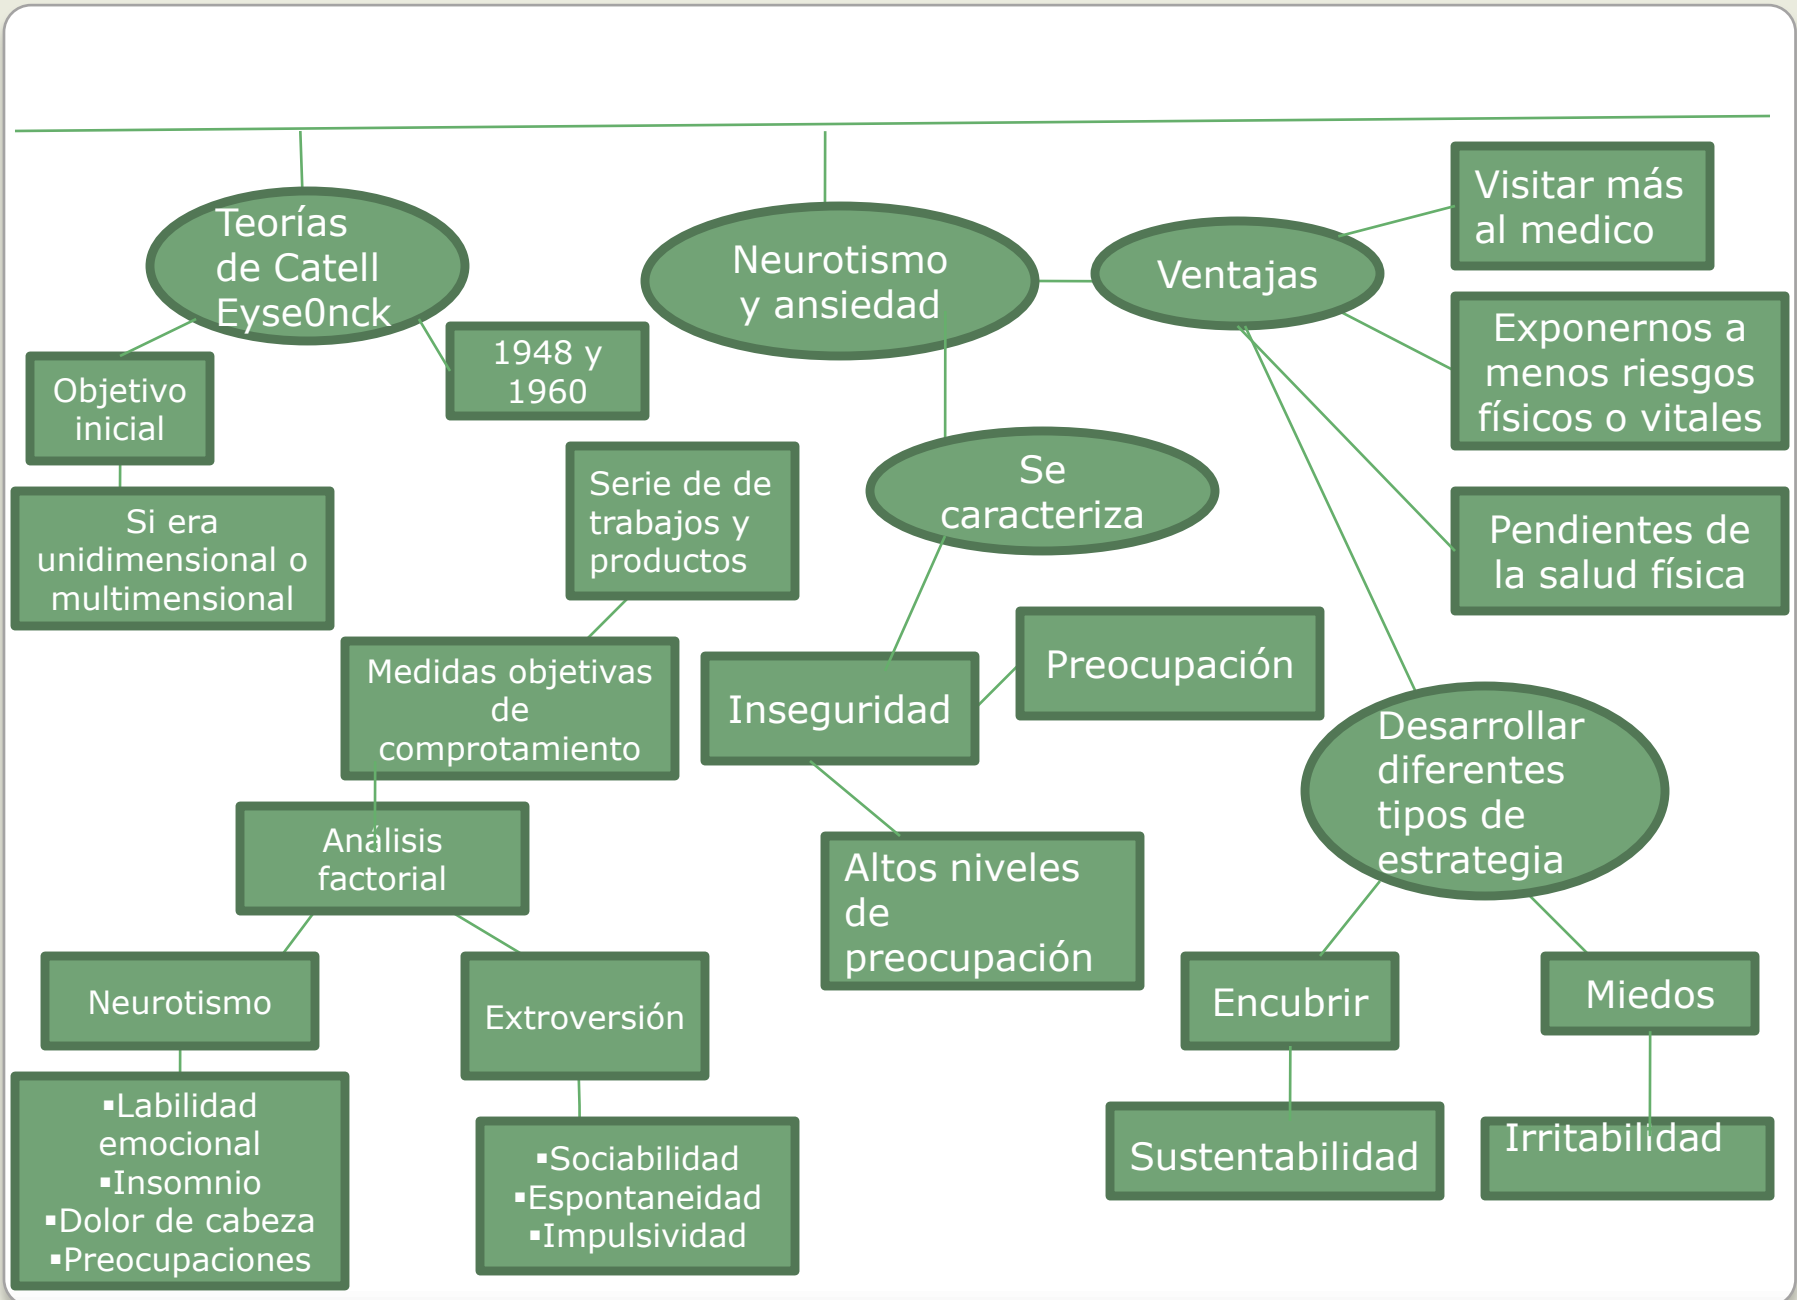 Teorías
de Catell
Eyse0nck
Neurotismo
y ansiedad
Ventajas
Visitar más
al medico
Exponernos a
menos riesgos
físicos o vitales
Pendientes de
la salud física
1948 y
1960
Objetivo
inicial
Si era
unidimensional o
multimensional
Serie de de
trabajos y
productos
Se
caracteriza
Medidas objetivas
de
comprotamiento
Inseguridad
Preocupación
Desarrollar
diferentes
tipos de
estrategia
Análisis
factorial
Altos niveles
de
preocupación
Neurotismo
Extroversión
Encubrir
Miedos
▪Labilidad
emocional
▪Insomnio
▪Dolor de cabeza
▪Preocupaciones
▪Sociabilidad
▪Espontaneidad
▪Impulsividad
Sustentabilidad
Irritabilidad